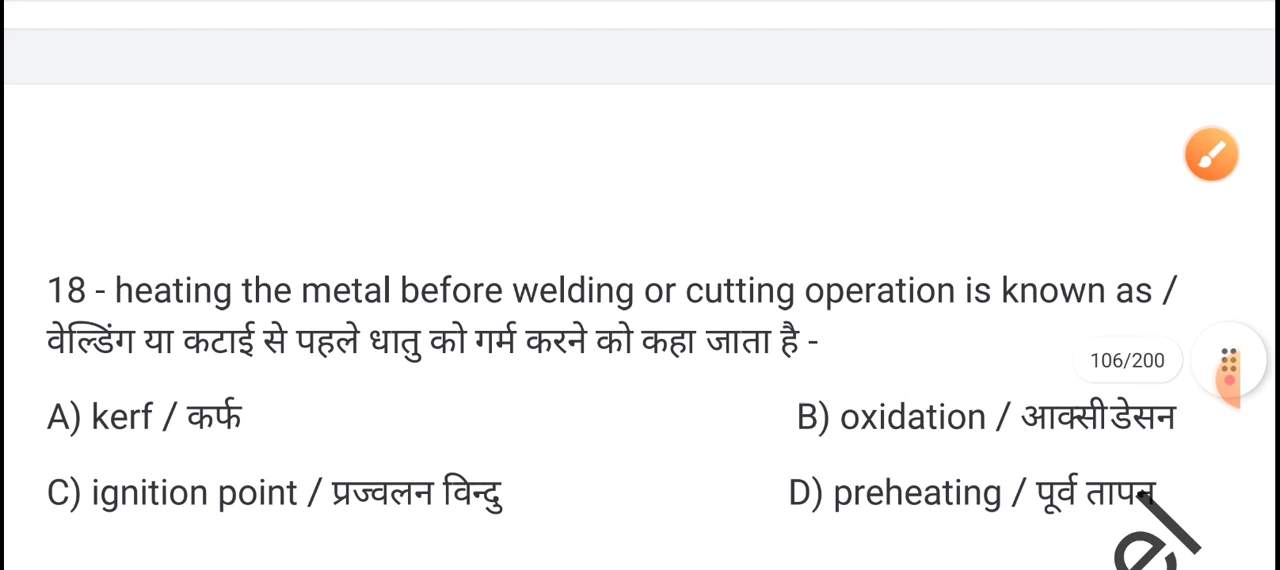 18 - heating the metal before welding or cutting operation is known as /
वेल्डिंग या कटाई से पहले धातु को गर्म करने को कहा जाता है -
106/200
A) kerf / कर्फ B) oxidation / आक्सीडेसन
C) ignition point / प्रज्वलन विन्दु D) preheating / पूर्व तापन
el